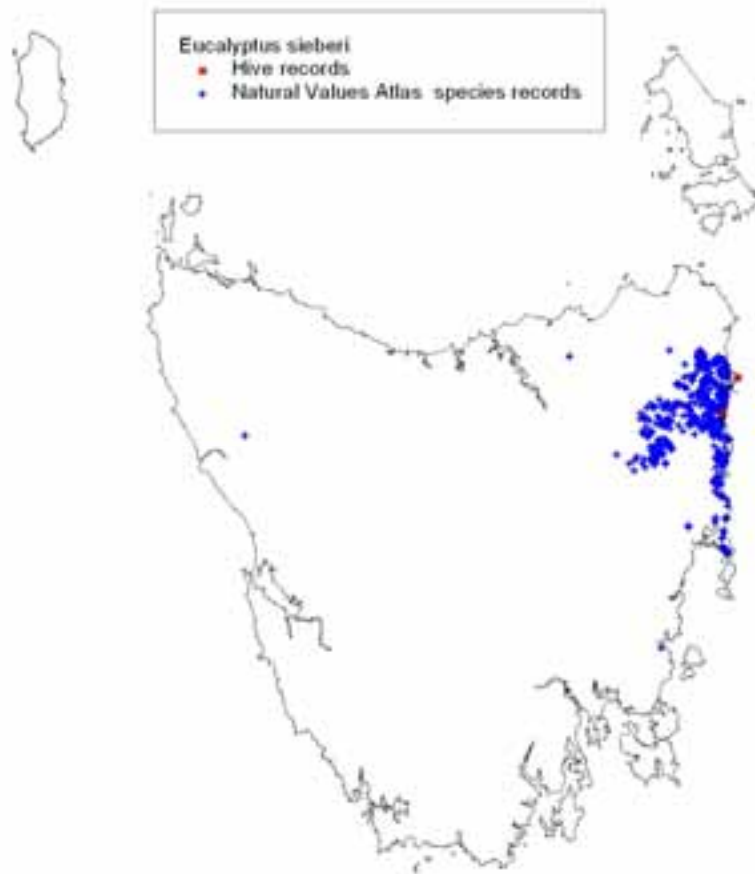 Eucalyptus sieberi
Hive records
Natural Values Atlas species records